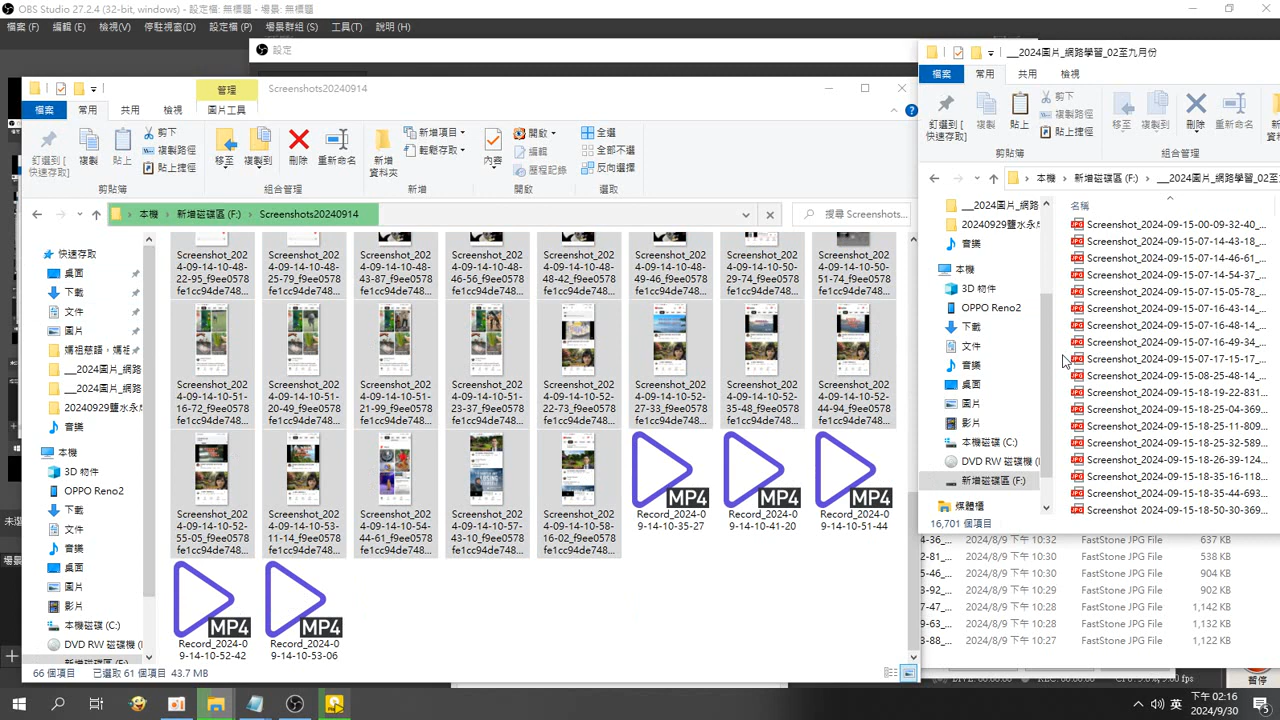 OBS Studio 27.2.4 (32-bit, windows) - 設定檔: 無標題 - 場景: 無標題
檔案 (F) 編輯 (E) 檢視(V) 停駐視窗(D) 設定檔 (P) 場景群組 (S) 工具(T) 說明 (H)
設定
管理 Screenshots20240914
檔案 常用 共用 檢視 圖片工具
釘選到 [快速存取] 複製 貼上 剪下 複製路徑 貼上捷徑 移至 複製到 刪除 重新命名 新增資料夾 新增項目 輕鬆存取 內容 開啟 編輯 歷程記錄 全選 全部不選 反向選擇
剪貼簿 組合管理 新增 開啟 選取
本機 新增磁碟區 (F:) Screenshots20240914 搜尋 Screenshots...
快速存取
桌面
下載
文件
圖片
20240929鹽水永
音樂
本機
3D 物件
OPPO Reno2
下載
文件
音樂
桌面
圖片
影片
本機磁碟 (C:)
DVD RW 磁碟機 (
Screenshot_2024-09-14-10-48-22-95_f9ee0578fe1cc94de748...
Screenshot_2024-09-14-10-48-25-79_f9ee0578fe1cc94de748...
Screenshot_2024-09-14-10-48-43-87_f9ee0578fe1cc94de748...
Screenshot_2024-09-14-10-48-46-56_f9ee0578fe1cc94de748...
Screenshot_2024-09-14-10-48-48-42_f9ee0578fe1cc94de748...
Screenshot_2024-09-14-10-48-49-46_f9ee0578fe1cc94de748...
Screenshot_2024-09-14-10-50-29-74_f9ee0578fe1cc94de748...
Screenshot_2024-09-14-10-50-51-74_f9ee0578fe1cc94de748...
Screenshot_2024-09-14-10-51-16-72_f9ee0578fe1cc94de748...
Screenshot_2024-09-14-10-51-20-49_f9ee0578fe1cc94de748...
Screenshot_2024-09-14-10-51-21-99_f9ee0578fe1cc94de748...
Screenshot_2024-09-14-10-51-23-37_f9ee0578fe1cc94de748...
Screenshot_2024-09-14-10-52-22-73_f9ee0578fe1cc94de748...
Screenshot_2024-09-14-10-52-27-33_f9ee0578fe1cc94de748...
Screenshot_2024-09-14-10-52-35-48_f9ee0578fe1cc94de748...
Screenshot_2024-09-14-10-52-44-94_f9ee0578fe1cc94de748...
Screenshot_2024-09-14-10-52-55-05_f9ee0578fe1cc94de748...
Screenshot_2024-09-14-10-53-11-14_f9ee0578fe1cc94de748...
Screenshot_2024-09-14-10-54-44-61_f9ee0578fe1cc94de748...
Screenshot_2024-09-14-10-57-43-10_f9ee0578fe1cc94de748...
Screenshot_2024-09-14-10-58-16-02_f9ee0578fe1cc94de748...
MP4 Record_2024-09-14-10-35-27
MP4 Record_2024-09-14-10-41-20
MP4 Record_2024-09-14-10-51-44
MP4 Record_2024-09-14-10-52-42
MP4 Record_2024-09-14-10-53-06
66 個項目 已選取 61 個項目 43.7 MB
___2024圖片_網路學習_02至九月份
檔案 常用 共用 檢視
釘選到 [快速存取] 複製 貼上 剪下 複製路徑 貼上捷徑 移至 複製到 刪除 重新命名
剪貼簿 組合管理
本機 新增磁碟區 (F:) ___2024圖片_網路學習_02至
___2024圖片_網路
20240929鹽水永
音樂
本機
3D 物件
OPPO Reno2
下載
文件
音樂
桌面
圖片
影片
本機磁碟 (C:)
DVD RW 磁碟機 (
新增磁碟區 (F:)
媒體櫃
名稱
Screenshot_2024-09-15-00-09-32-40_...
Screenshot_2024-09-15-07-14-43-18_...
Screenshot_2024-09-15-07-14-46-61_...
Screenshot_2024-09-15-07-14-54-37_...
Screenshot_2024-09-15-07-15-05-78_...
Screenshot_2024-09-15-07-16-43-14_...
Screenshot_2024-09-15-07-16-48-14_...
Screenshot_2024-09-15-07-16-49-34_...
Screenshot_2024-09-15-07-17-15-17_...
Screenshot_2024-09-15-08-25-48-14_...
Screenshot_2024-09-15-18-19-22-831...
Screenshot_2024-09-15-18-25-04-369...
Screenshot_2024-09-15-18-25-11-809...
Screenshot_2024-09-15-18-25-32-589...
Screenshot_2024-09-15-18-26-39-124...
Screenshot_2024-09-15-18-35-16-118...
Screenshot_2024-09-15-18-35-44-693...
Screenshot_2024-09-15-18-50-30-369...
16,701 個項目
4-36_... 2024/8/9 下午 10:32 FastStone JPG File 637 KB
2-81_... 2024/8/9 下午 10:30 FastStone JPG File 538 KB
5-46_... 2024/8/9 下午 10:30 FastStone JPG File 904 KB
3-92_... 2024/8/9 下午 10:29 FastStone JPG File 902 KB
7-47_... 2024/8/9 下午 10:28 FastStone JPG File 1,142 KB
9-63_... 2024/8/9 下午 10:28 FastStone JPG File 1,132 KB
3-88_... 2024/8/9 下午 10:27 FastStone JPG File 1,122 KB
暫停
英 下午 02:16
2024/9/30